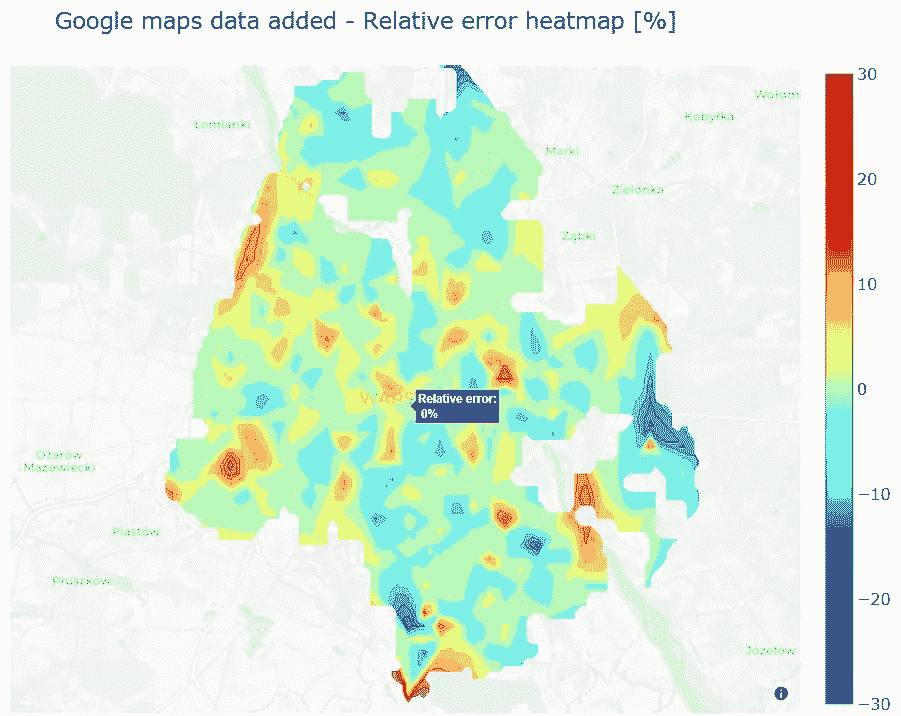 Google maps data added - Relative error heatmap [%]
30
Wołom
Kobyłka
Łomianki
Marki
20
Zielonka
Ząbki
10
0
WARS
Relative error:
0%
Ożarów
Mazowiecki
−10
Piastów
Pruszków
−20
Józefów
−30
i